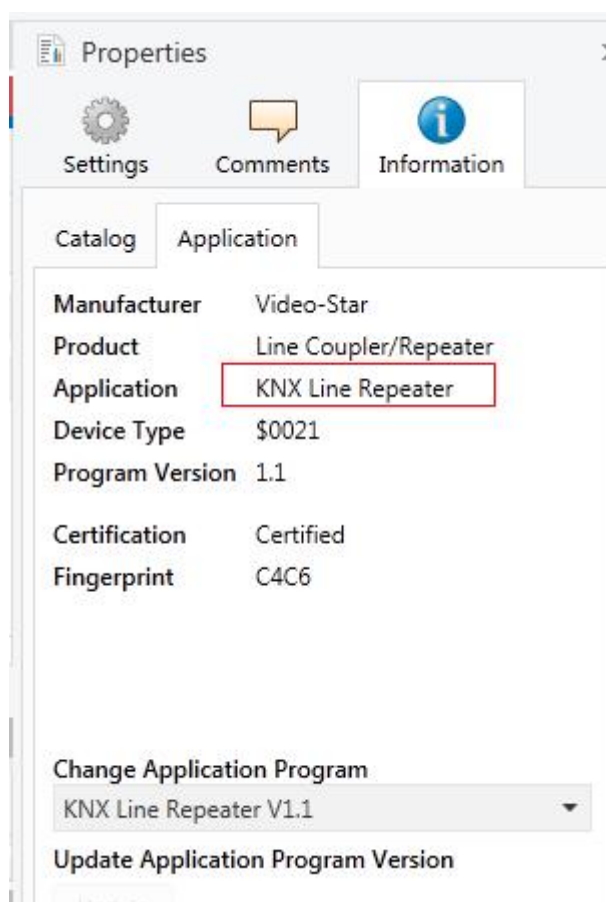 Properties
Settings Comments Information
Catalog Application
Manufacturer Video-Star
Product Line Coupler/Repeater
Application KNX Line Repeater
Device Type $0021
Program Version 1.1
Certification Certified
Fingerprint C4C6
Change Application Program
KNX Line Repeater V1.1
Update Application Program Version